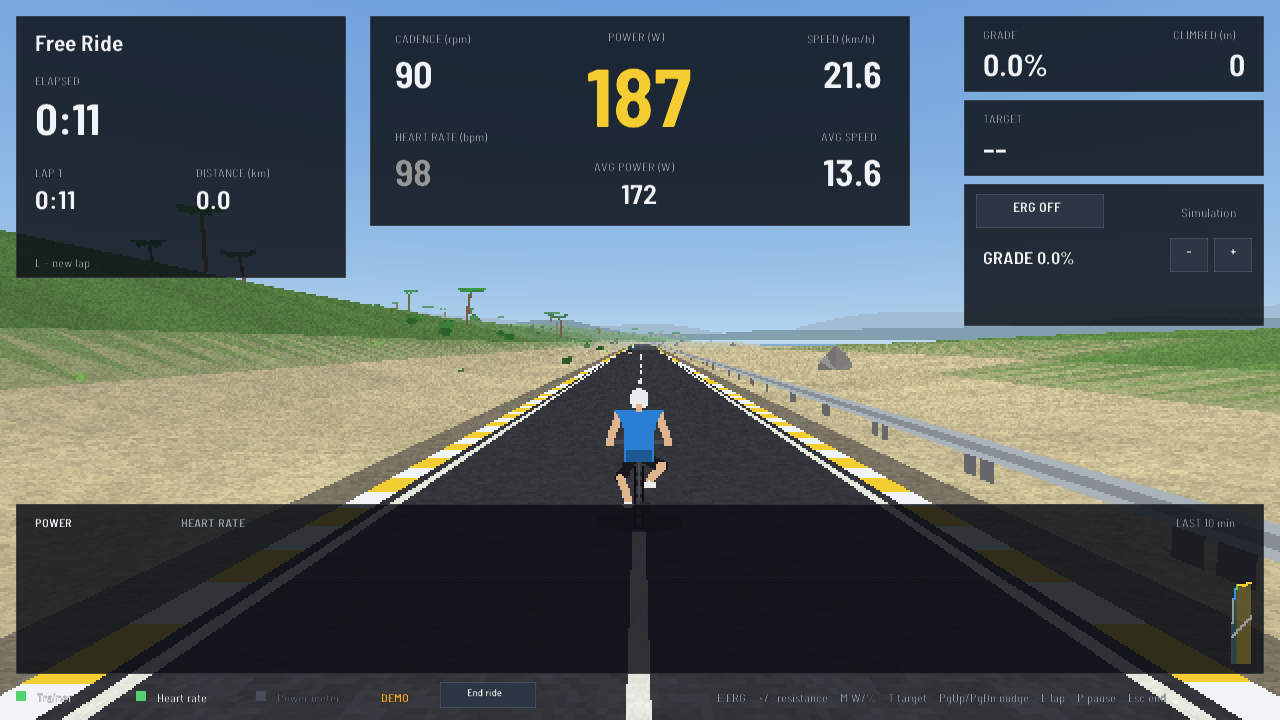 Free Ride
ELAPSED
0:11
LAP 1
0:11
DISTANCE (km)
0.0
L - new lap
CADENCE (rpm)
90
HEART RATE (bpm)
98
POWER (W)
187
AVG POWER (W)
172
SPEED (km/h)
21.6
AVG SPEED
13.6
GRADE
0.0%
CLIMBED (m)
0
TARGET
--
ERG OFF
Simulation
GRADE 0.0%
-
+
POWER
HEART RATE
LAST 10 min
Trainer
Heart rate
Power meter
DEMO
End ride
E ERG +/- resistance M W/% T target PgUp/PgDn nudge L lap P pause Esc end